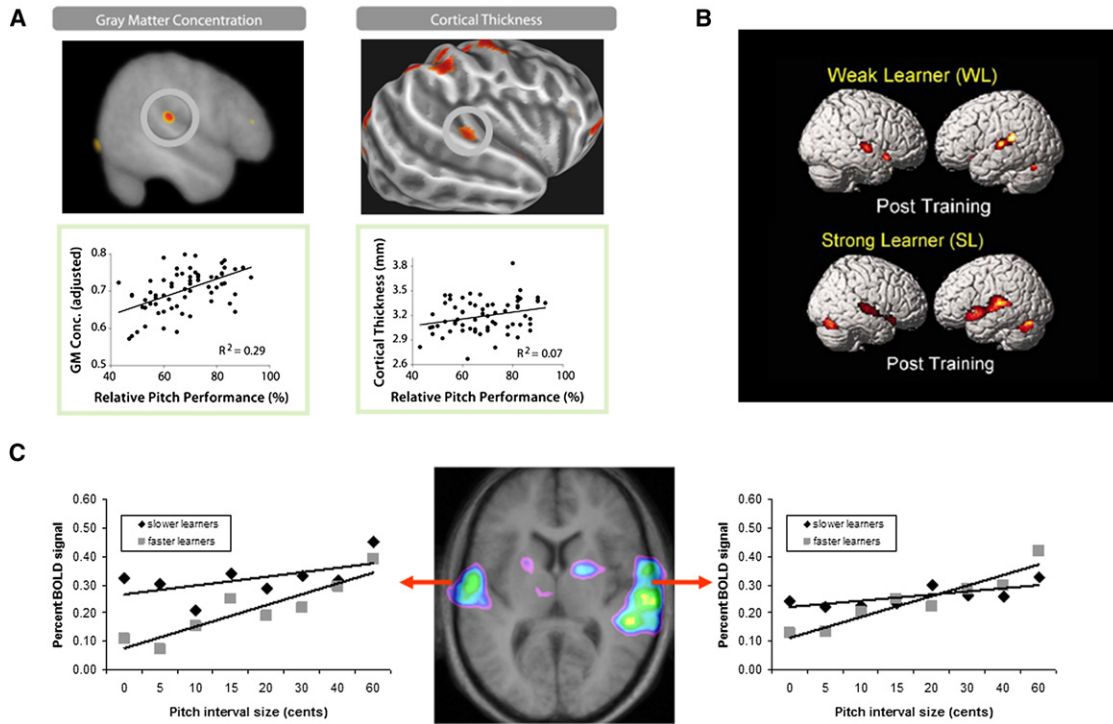 A
Gray Matter Concentration
Cortical Thickness
GM Conc. (adjusted)
0.8
0.7
0.6
0.5
R² = 0.29
40 60 80 100
Relative Pitch Performance (%)
Cortical Thickness (mm)
3.8
3.4
3.2
2.6
2.6
R² = 0.07
40 60 80 100
Relative Pitch Performance (%)
B
Weak Learner (WL)
Post Training
Strong Learner (SL)
Post Training
C
Percent BOLD signal
0.60
0.50
0.40
0.30
0.20
0.10
0.00
slower learners
faster learners
0 5 10 15 20 30 40 60
Pitch interval size (cents)
Percent BOLD signal
0.60
0.50
0.40
0.30
0.20
0.10
0.00
slower learners
faster learners
0 5 10 15 20 30 40 60
Pitch interval size (cents)